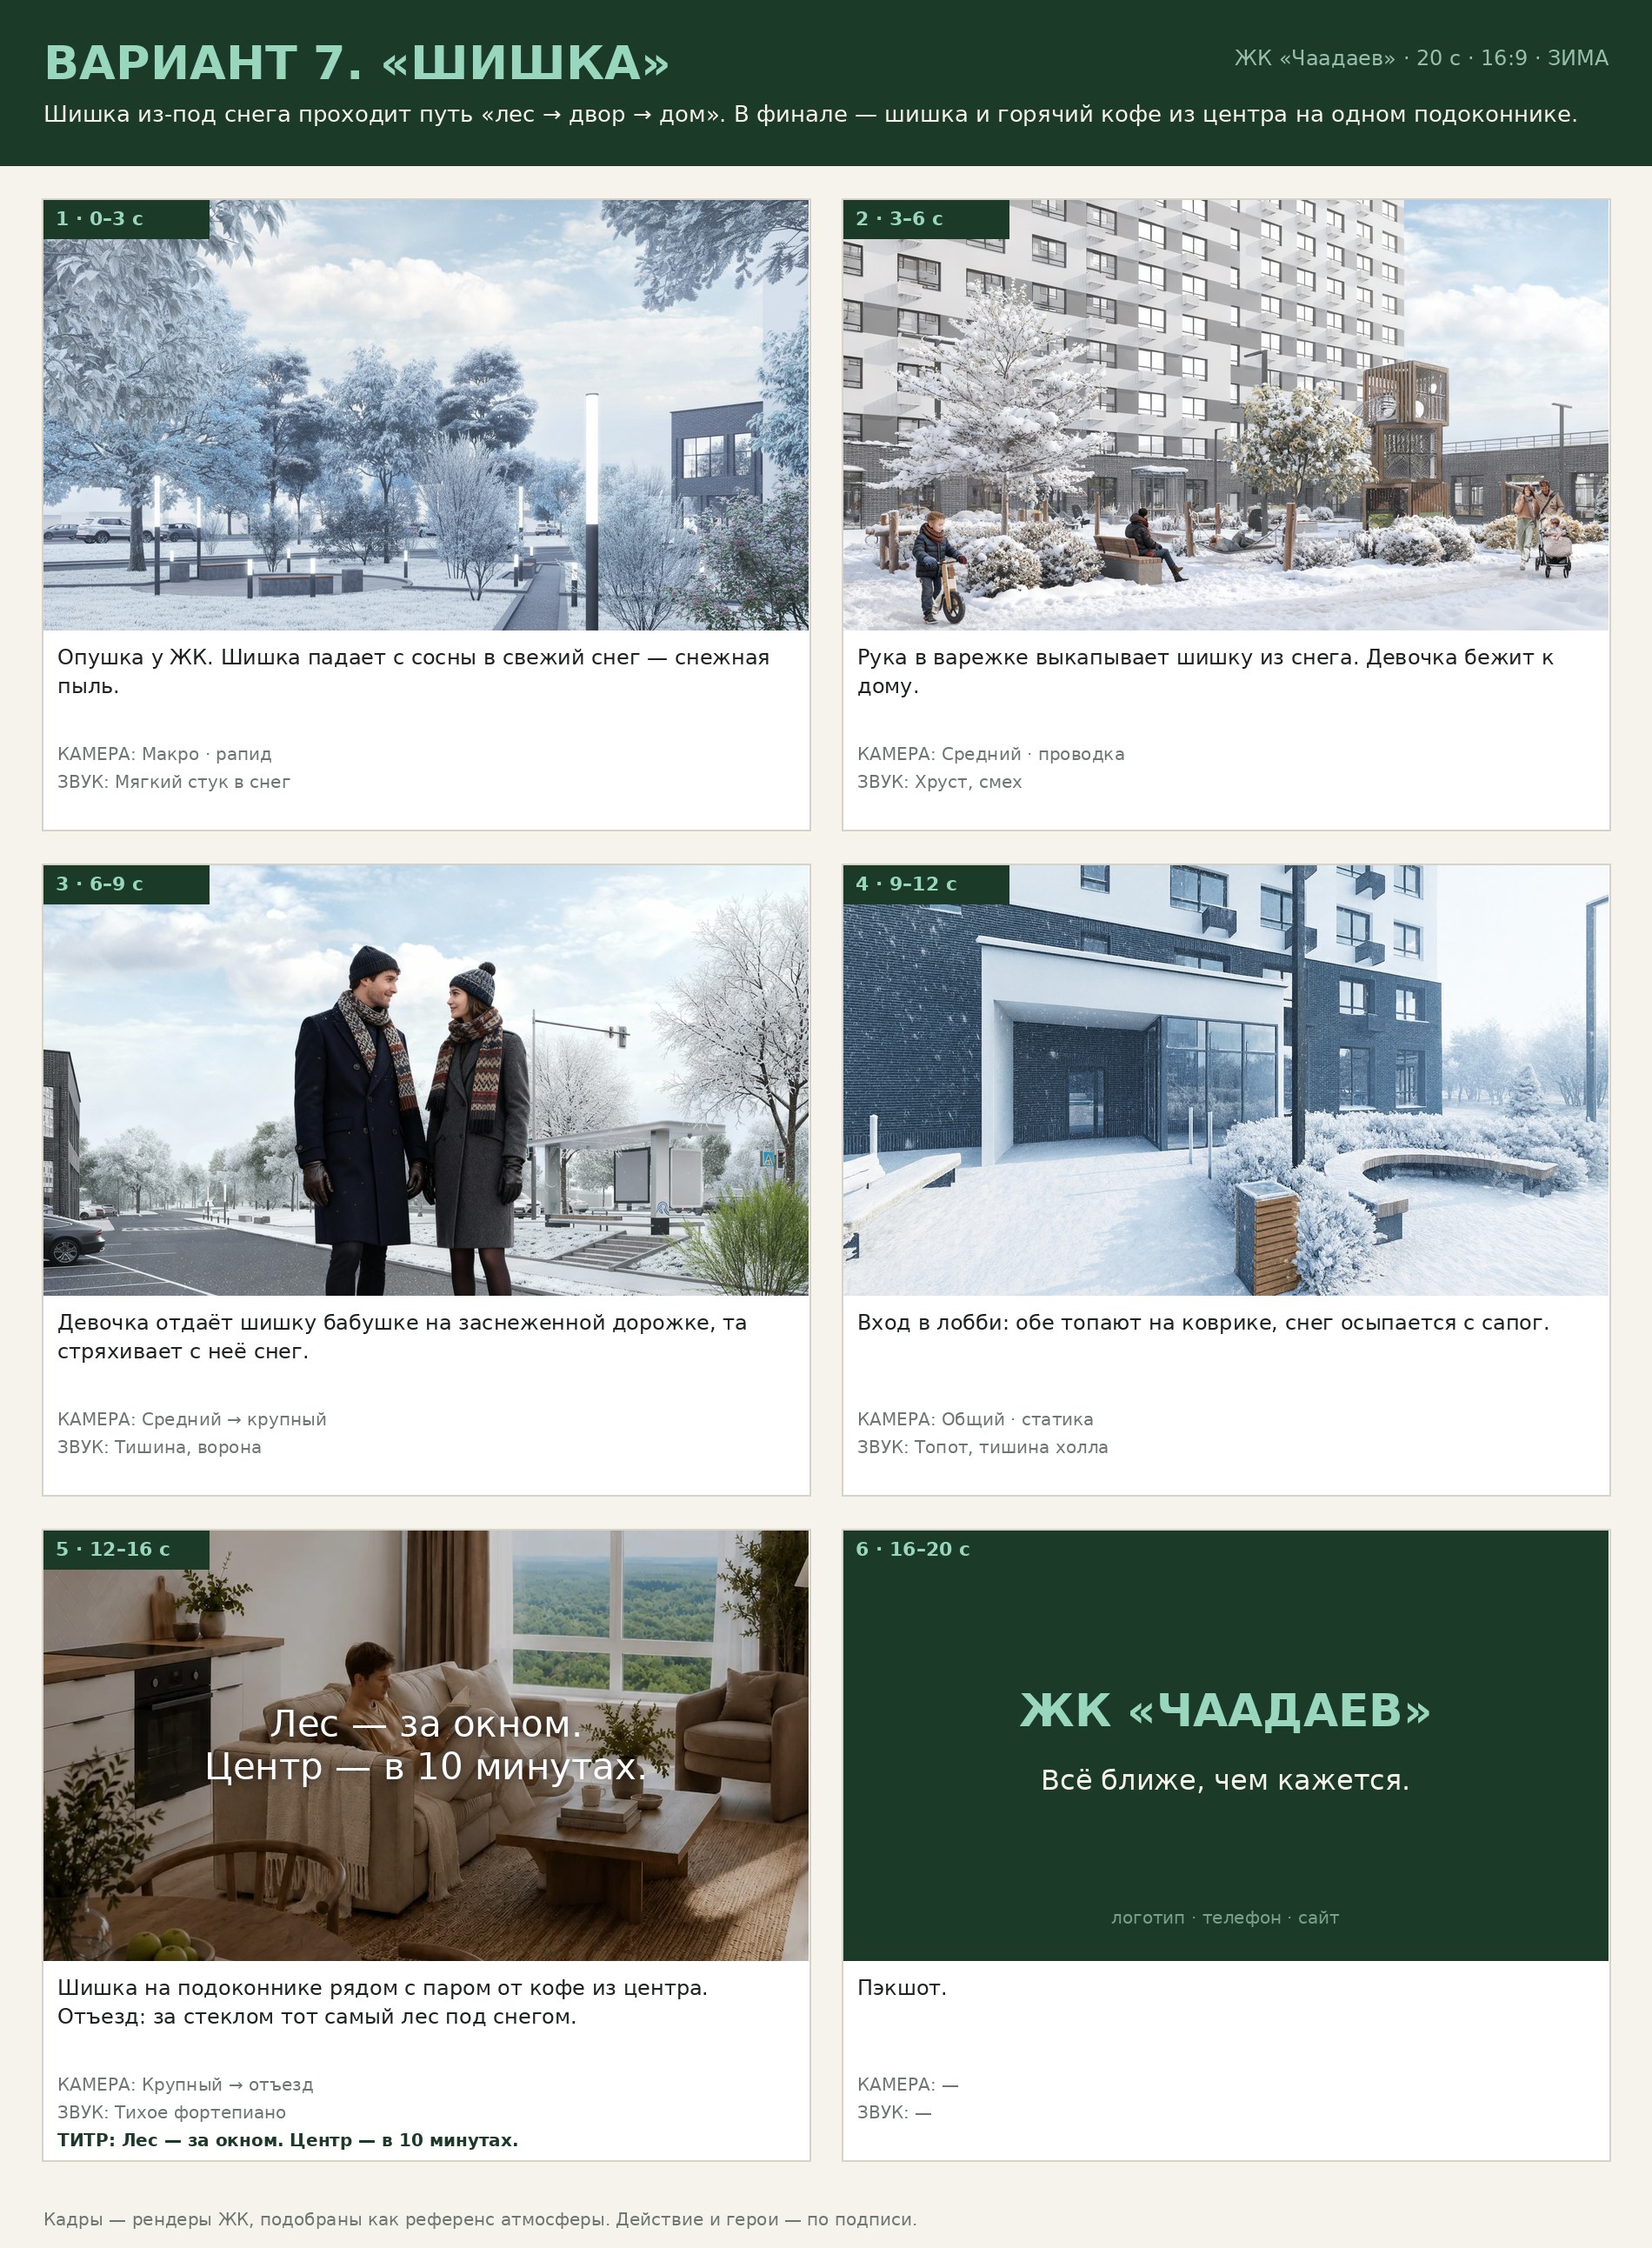 ВАРИАНТ 7. «ШИШКА»
ЖК «Чаадаев» · 20 с · 16:9 · ЗИМА
Шишка из-под снега проходит путь «лес → двор → дом». В финале — шишка и горячий кофе из центра на одном подоконнике.
1 · 0–3 с
Опушка у ЖК. Шишка падает с сосны в свежий снег — снежная
пыль.
КАМЕРА: Макро · рапид
ЗВУК: Мягкий стук в снег
2 · 3–6 с
Рука в варежке выкапывает шишку из снега. Девочка бежит к
дому.
КАМЕРА: Средний · проводка
ЗВУК: Хруст, смех
3 · 6–9 с
Девочка отдаёт шишку бабушке на заснеженной дорожке, та
стряхивает с неё снег.
КАМЕРА: Средний → крупный
ЗВУК: Тишина, ворона
4 · 9–12 с
Вход в лобби: обе топают на коврике, снег осыпается с сапог.
КАМЕРА: Общий · статика
ЗВУК: Топот, тишина холла
5 · 12–16 с
Лес — за окном.
Центр — в 10 минутах.
Шишка на подоконнике рядом с паром от кофе из центра.
Отъезд: за стеклом тот самый лес под снегом.
КАМЕРА: Крупный → отъезд
ЗВУК: Тихое фортепиано
ТИТР: Лес — за окном. Центр — в 10 минутах.
6 · 16–20 с
ЖК «ЧААДАЕВ»
Всё ближе, чем кажется.
логотип · телефон · сайт
Пэкшот.
КАМЕРА: —
ЗВУК: —
Кадры — рендеры ЖК, подобраны как референс атмосферы. Действие и герои — по подписи.